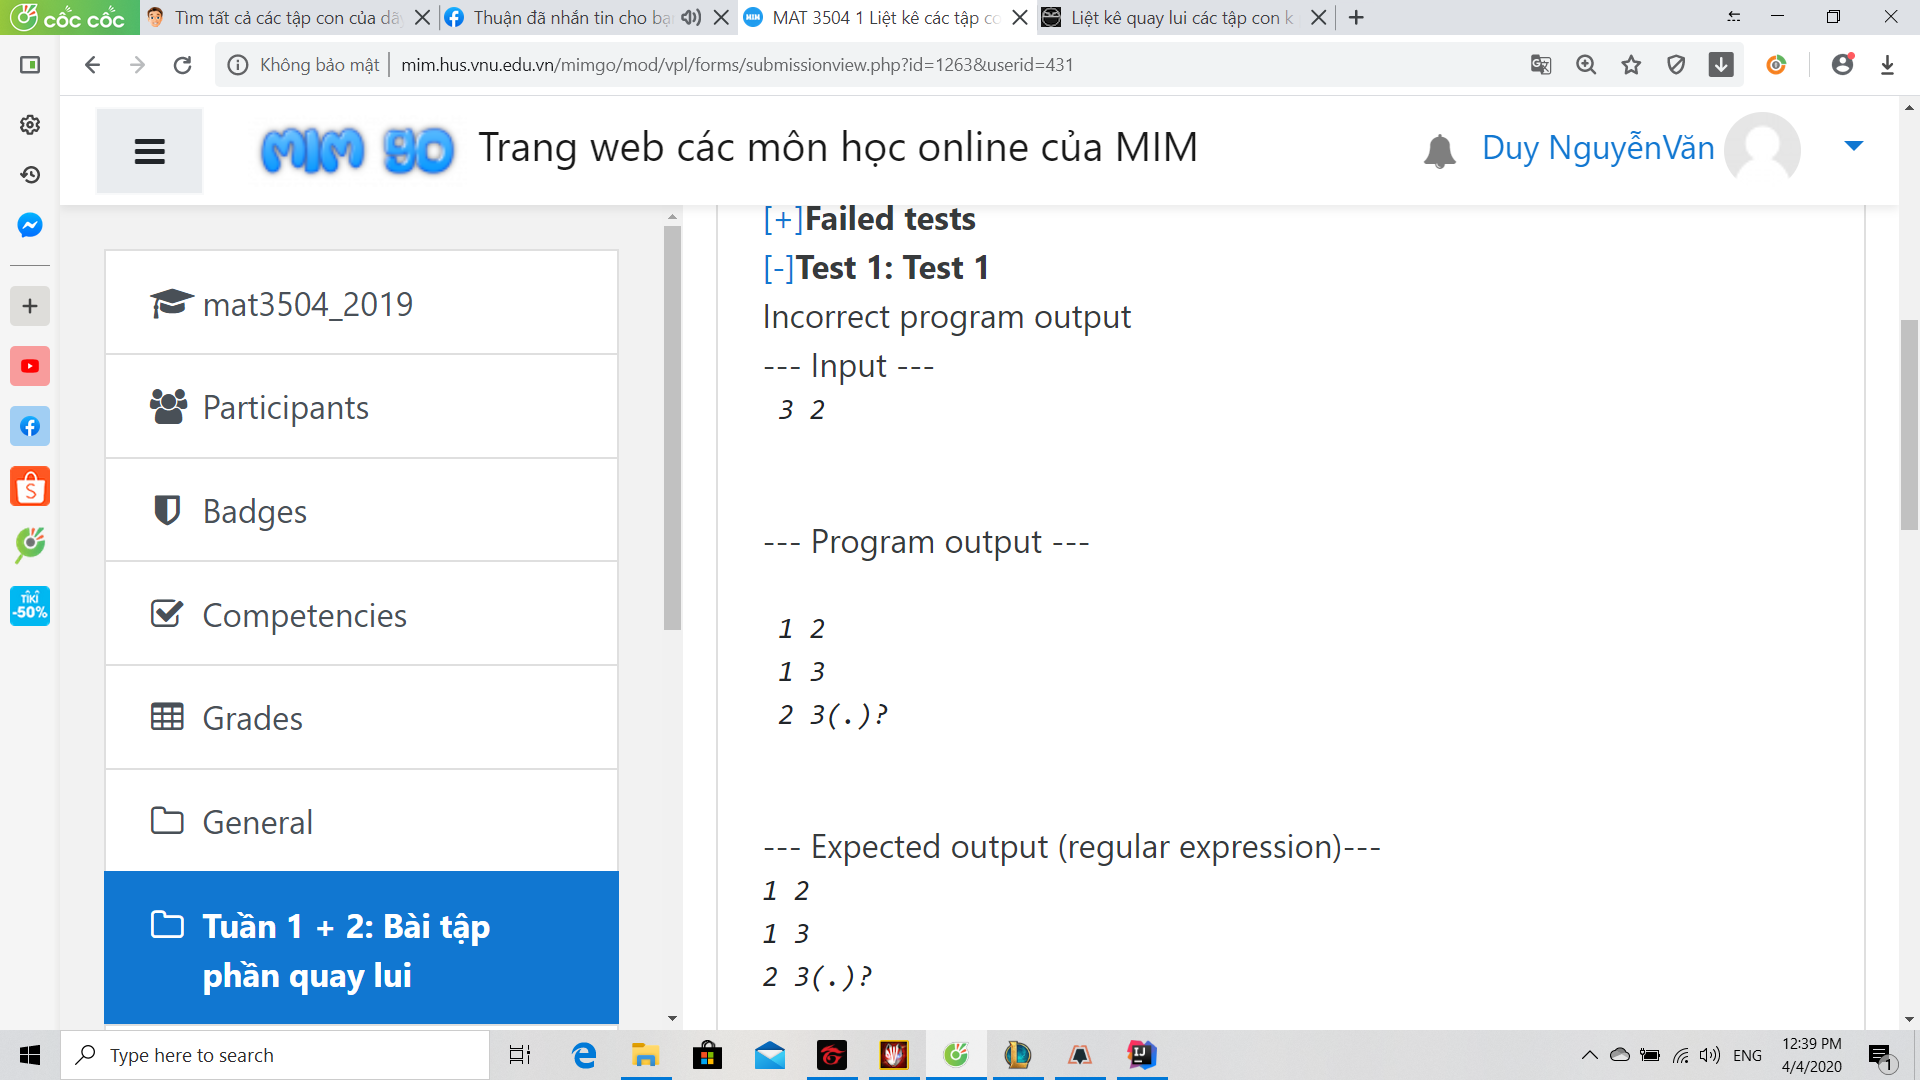 cốc cốc
Tìm tất cả các tập con của dãy
Thuận đã nhắn tin cho bạn
MAT 3504 1 Liệt kê các tập co
Liệt kê quay lui các tập con k
Không bảo mật
mim.hus.vnu.edu.vn/mimgo/mod/vpl/forms/submissionview.php?id=1263&userid=431
MIM GO
Trang web các môn học online của MIM
Duy NguyễnVăn
mat3504_2019
Participants
Badges
Competencies
Grades
General
Tuần 1 + 2: Bài tập
phần quay lui
[+]Failed tests
[-]Test 1: Test 1
Incorrect program output
--- Input ---
3 2
--- Program output ---
1 2
1 3
2 3(.)?
--- Expected output (regular expression)---
1 2
1 3
2 3(.)?
TIKI
-50%
Type here to search
ENG
12:39 PM
4/4/2020
1